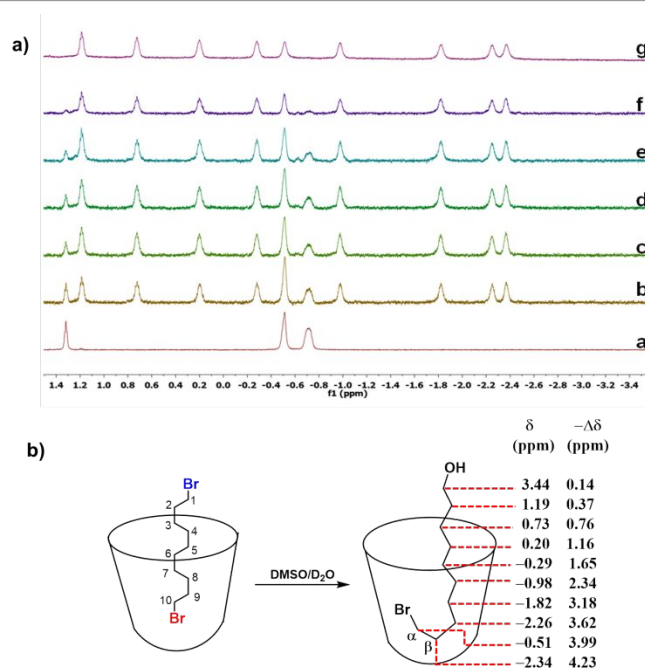 a)
g
f
e
d
c
b
a
1.4 1.2 1.0 0.8 0.6 0.4 0.2 0.0 -0.2 -0.4 -0.6 -0.8 -1.0 -1.2 -1.4 -1.6 -1.8 -2.0 -2.2 -2.4 -2.6 -2.8 -3.0 -3.2 -3.4
f1 (ppm)
b)
δ –Δδ
(ppm) (ppm)
Br
1
2
3
4
5
6
7
8
9
10
Br
DMSO/D2O
OH
Br
α
β
3.44 0.14
1.19 0.37
0.73 0.76
0.20 1.16
–0.29 1.65
–0.98 2.34
–1.82 3.18
–2.26 3.62
–0.51 3.99
–2.34 4.23